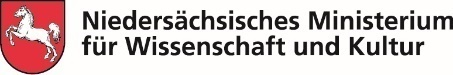 Niedersächsisches Ministerium
für Wissenschaft und Kultur